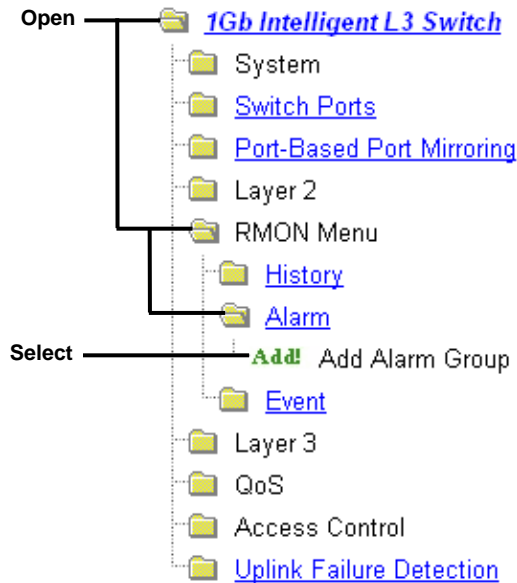 Open 1Gb Intelligent L3 Switch
System
Switch Ports
Port-Based Port Mirroring
Layer 2
RMON Menu
History
Alarm
Select Add! Add Alarm Group
Event
Layer 3
QoS
Access Control
Uplink Failure Detection